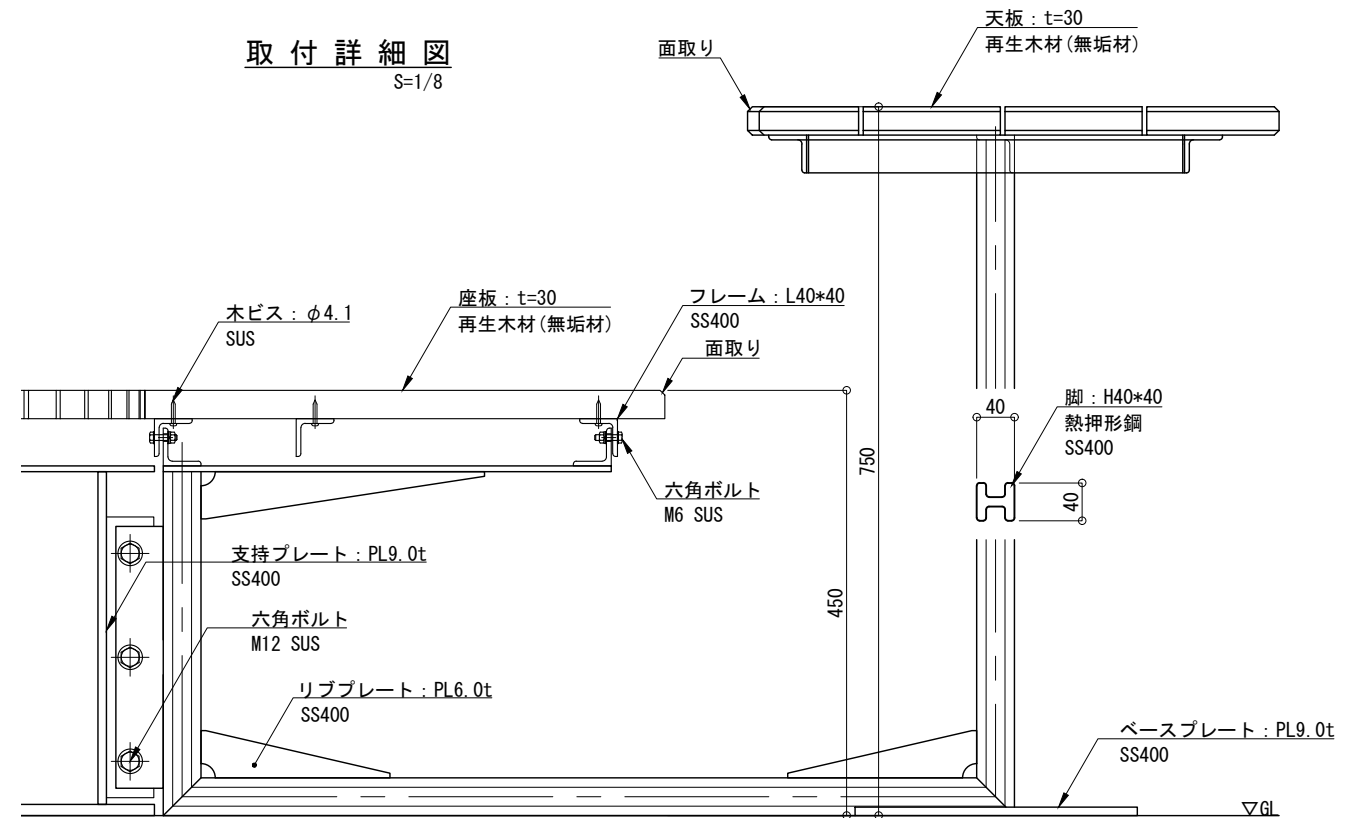 取付詳細図
S=1/8
天板：t=30
再生木材(無垢材)
面取り
木ビス：φ4.1
SUS
座板：t=30
再生木材(無垢材)
フレーム：L40*40
SS400
面取り
脚：H40*40
熱押形鋼
SS400
40
40
750
450
六角ボルト
M6 SUS
支持プレート：PL9.0t
SS400
六角ボルト
M12 SUS
リブプレート：PL6.0t
SS400
ベースプレート：PL9.0t
SS400
▽GL